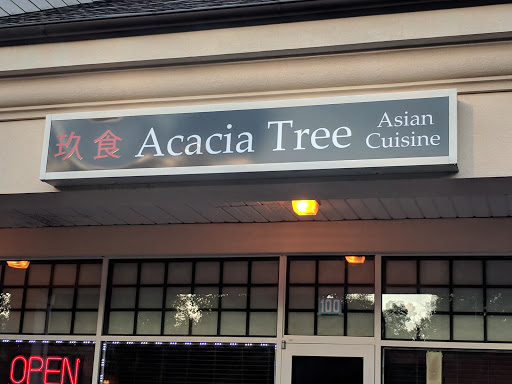 玖食 Acacia Tree Asian Cuisine
100
OPEN